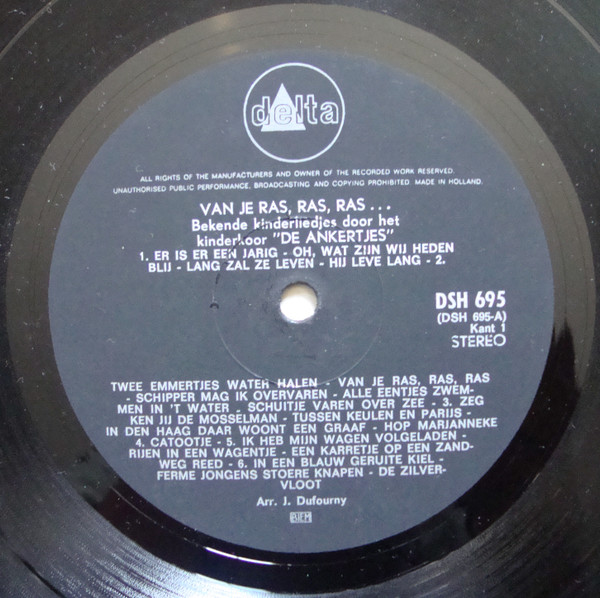 delta
ALL RIGHTS OF THE MANUFACTURERS AND OWNER OF THE RECORDED WORK RESERVED.
UNAUTHORISED PUBLIC PERFORMANCE, BROADCASTING AND COPYING PROHIBITED. MADE IN HOLLAND.
VAN JE RAS, RAS, RAS . . .
Bekende kinderliedjes door het
kinderkoor "DE ANKERTJES"
1. ER IS ER EEN JARIG - OH, WAT ZIJN WIJ HEDEN
BLIJ - LANG ZAL ZE LEVEN - HIJ LEVE LANG - 2.
DSH 695
(DSH 695-A)
Kant 1
STEREO
TWEE EMMERTJES WATER HALEN - VAN JE RAS, RAS, RAS
- SCHIPPER MAG IK OVERVAREN - ALLE EENTJES ZWEM-
MEN IN 'T WATER - SCHUITJE VAREN OVER ZEE - 3. ZEG
KEN JIJ DE MOSSELMAN - TUSSEN KEULEN EN PARIJS -
IN DEN HAAG DAAR WOONT EEN GRAAF - HOP MARJANNEKE
4. CATOOTJE - 5. IK HEB MIJN WAGEN VOLGELADEN -
RIJEN IN EEN WAGENTJE - EEN KARRETJE OP EEN ZAND-
WEG REED - 6. IN EEN BLAUW GERUITE KIEL -
FERME JONGENS STOERE KNAPEN - DE ZILVER-
VLOOT
Arr. J. Dufourny
BIEM